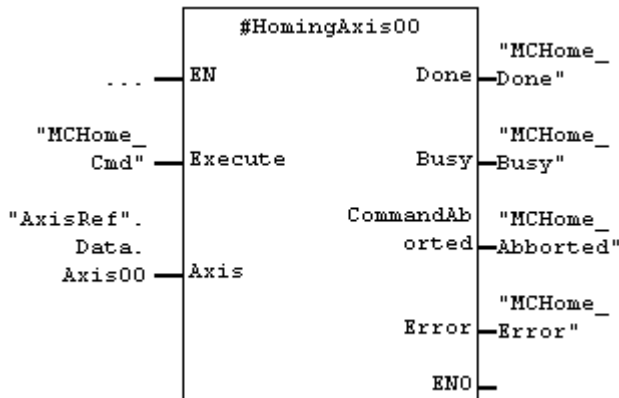 #HomingAxis00
... EN Done "MCHome_
Done"
"MCHome_
Cmd" Execute Busy "MCHome_
Busy"
"AxisRef".
Data.
Axis00 Axis CommandAb
orted "MCHome_
Abborted"
Error "MCHome_
Error"
ENO